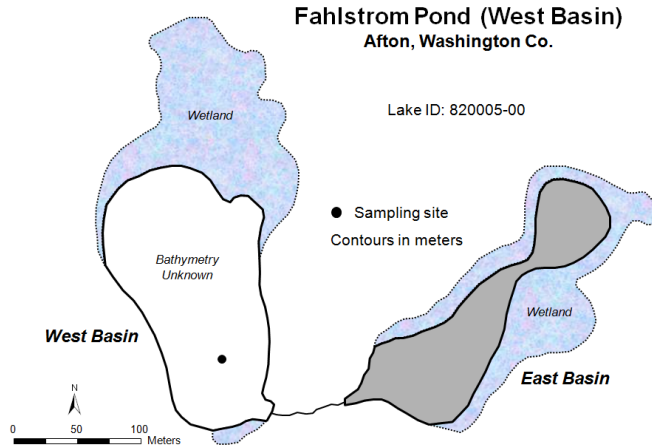 Fahlstrom Pond (West Basin)
Afton, Washington Co.
Wetland
Lake ID: 820005-00
Sampling site
Contours in meters
Bathymetry
Unknown
Wetland
West Basin
East Basin
N
0 50 100
Meters